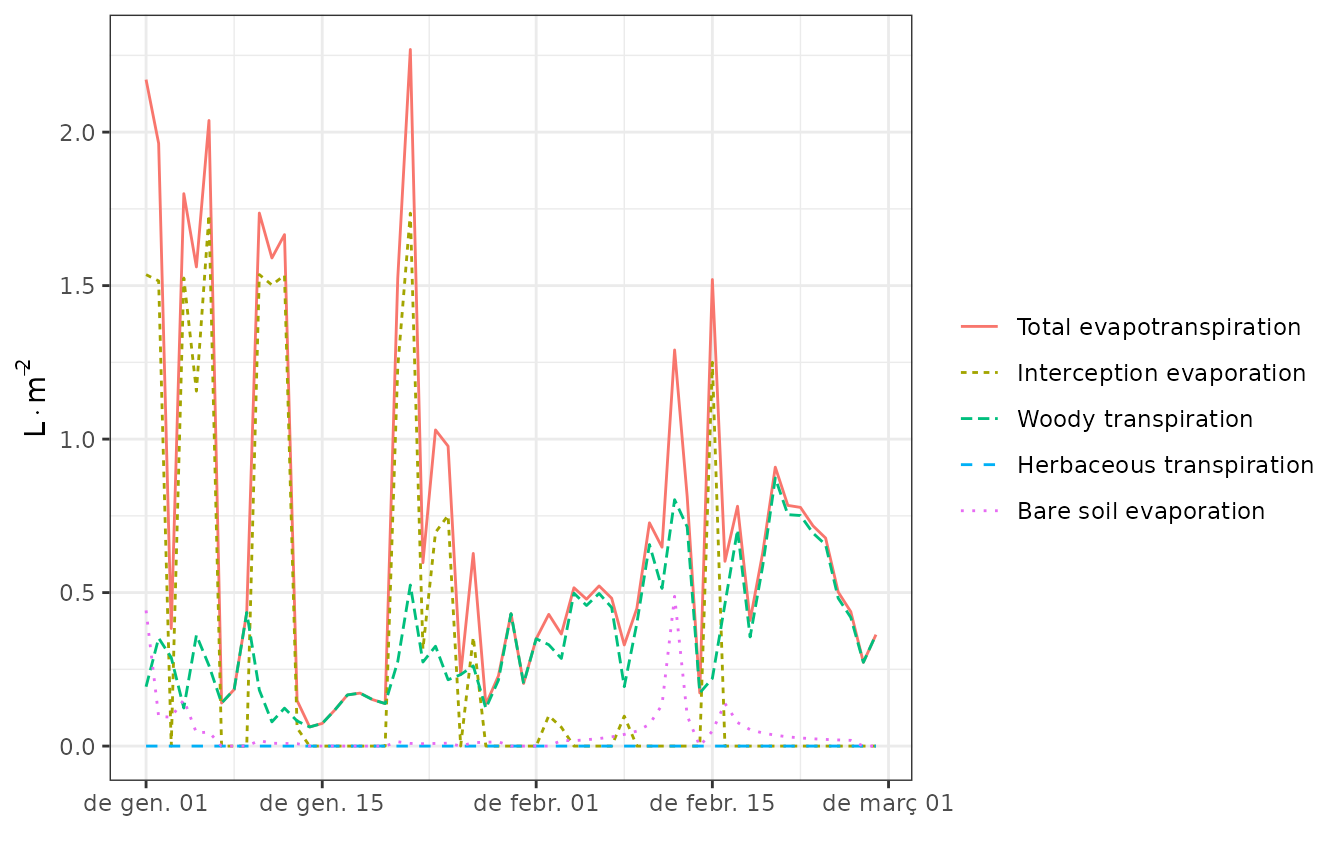 L · m⁻²
2.0
1.5
1.0
0.5
0.0
de gen. 01
de gen. 15
de febr. 01
de febr. 15
de març 01
Total evapotranspiration
Interception evaporation
Woody transpiration
Herbaceous transpiration
Bare soil evaporation